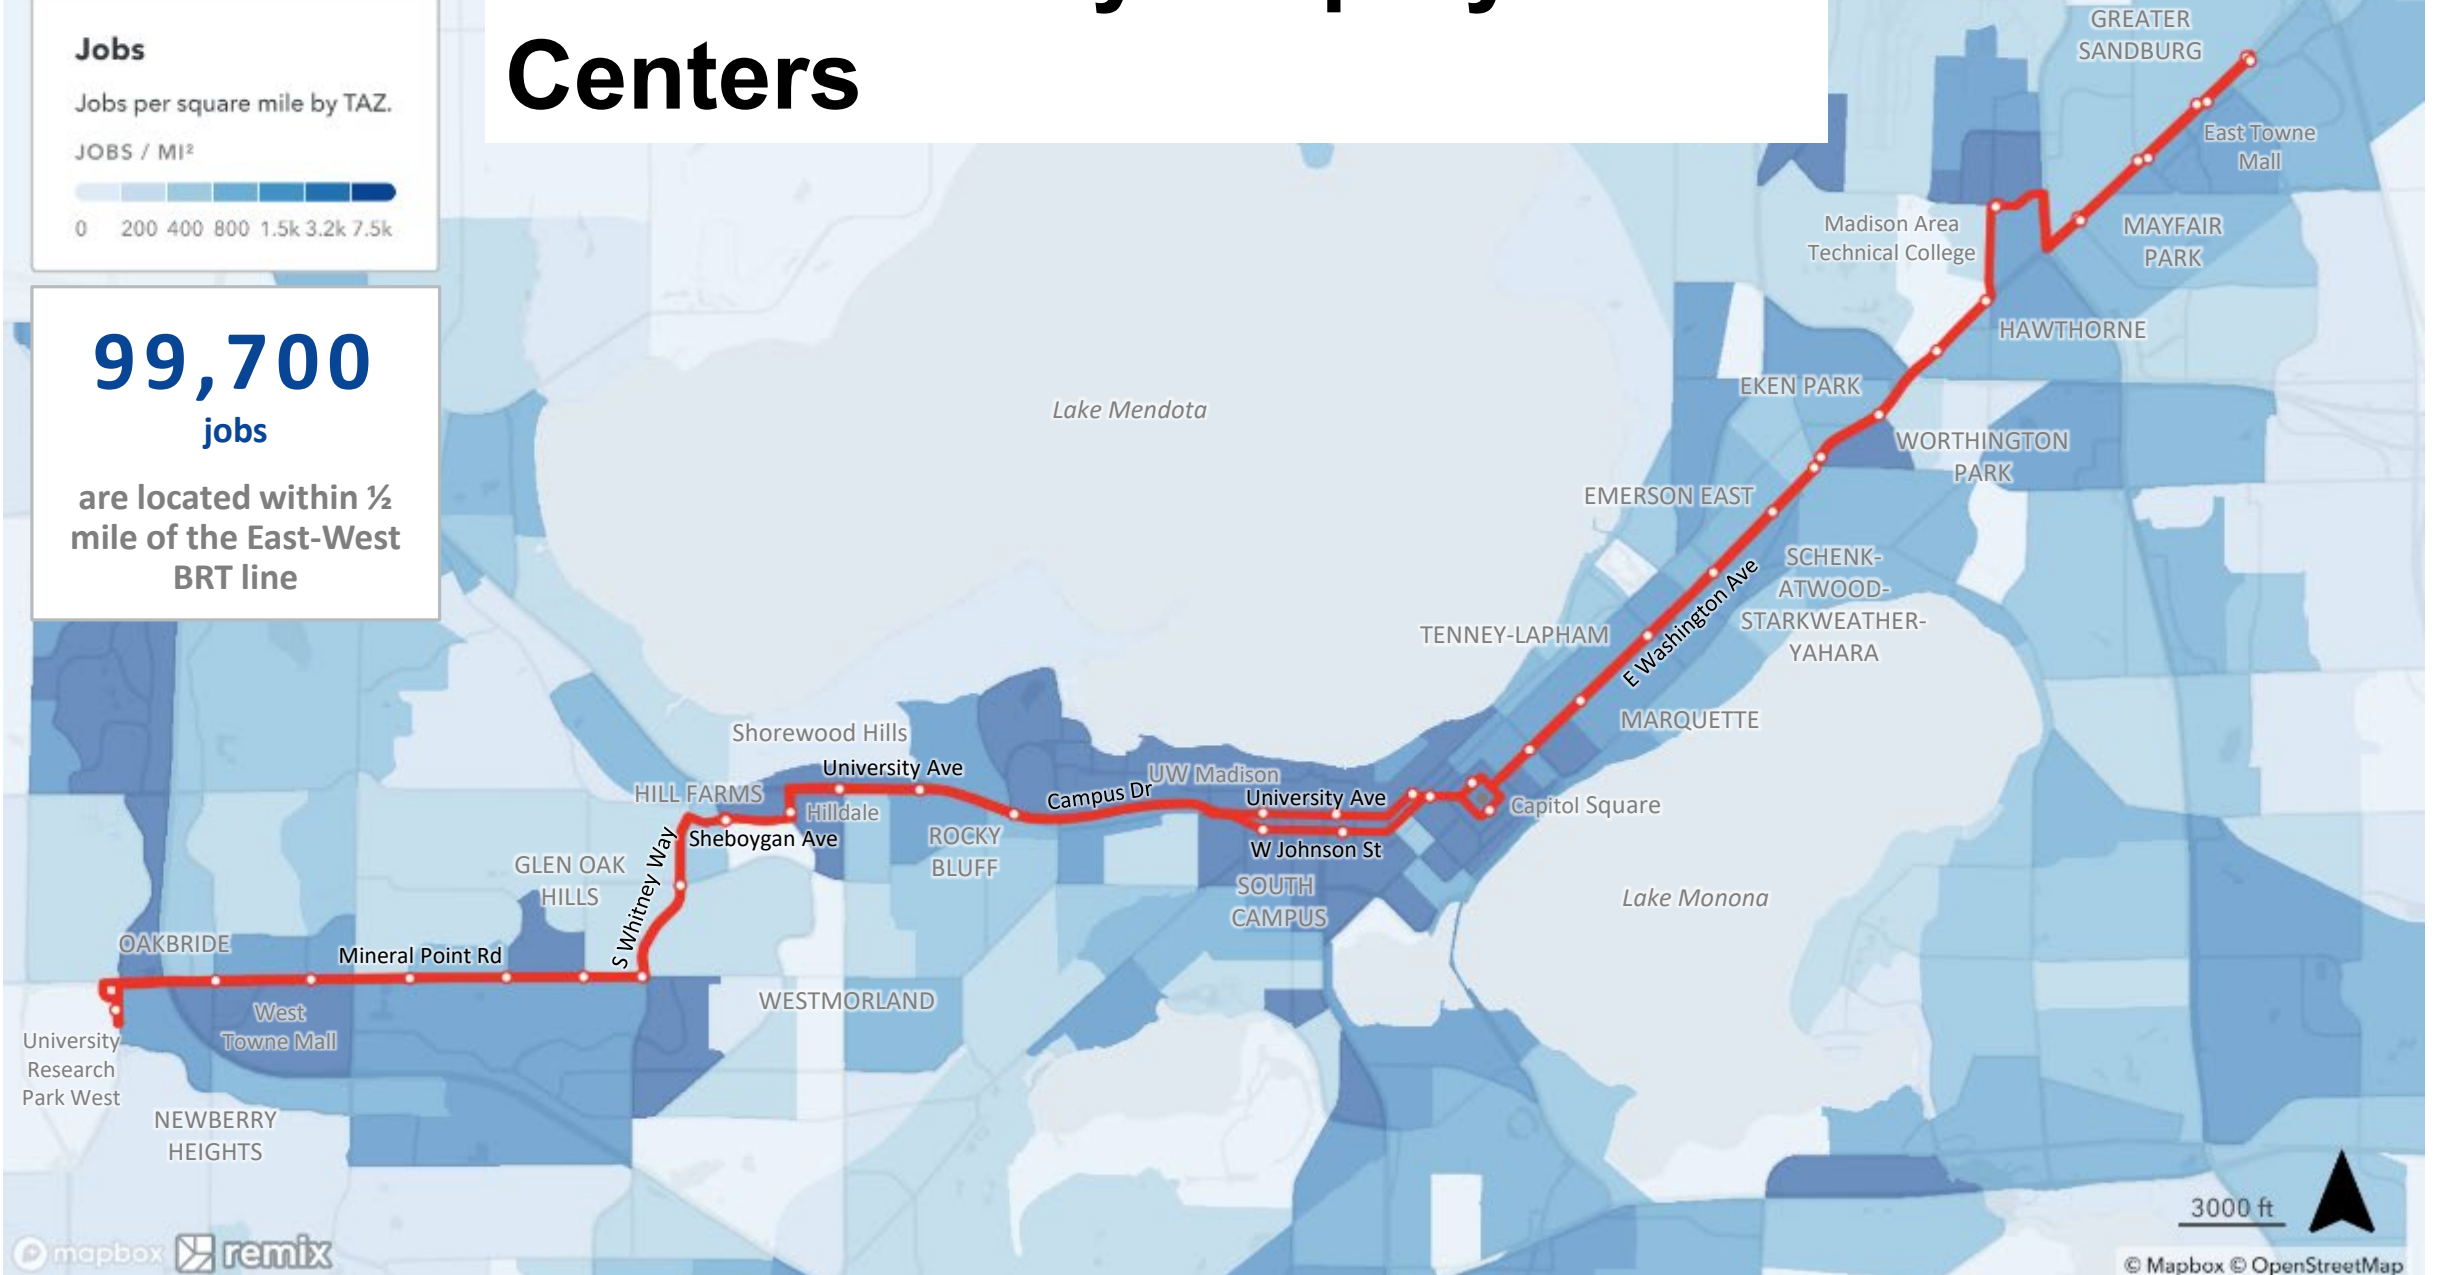 Centers
Jobs
Jobs per square mile by TAZ.
JOBS / MI²
0 200 400 800 1.5k 3.2k 7.5k
99,700
jobs
are located within ½
mile of the East-West
BRT line
GREATER
SANDBURG
East Towne
Mall
Madison Area
Technical College
MAYFAIR
PARK
HAWTHORNE
EKEN PARK
Lake Mendota
WORTHINGTON
PARK
EMERSON EAST
SCHENK-
ATWOOD-
STARKWEATHER-
YAHARA
E Washington Ave
TENNEY-LAPHAM
MARQUETTE
Shorewood Hills
University Ave
UW Madison
HILL FARMS
Campus Dr
University Ave
Hilldale
Capitol Square
Sheboygan Ave
ROCKY
BLUFF
W Johnson St
GLEN OAK
HILLS
S Whitney Way
SOUTH
CAMPUS
Lake Monona
OAKBRIDE
Mineral Point Rd
WESTMORLAND
West
Towne Mall
University
Research
Park West
NEWBERRY
HEIGHTS
3000 ft
mapbox remix
© Mapbox © OpenStreetMap